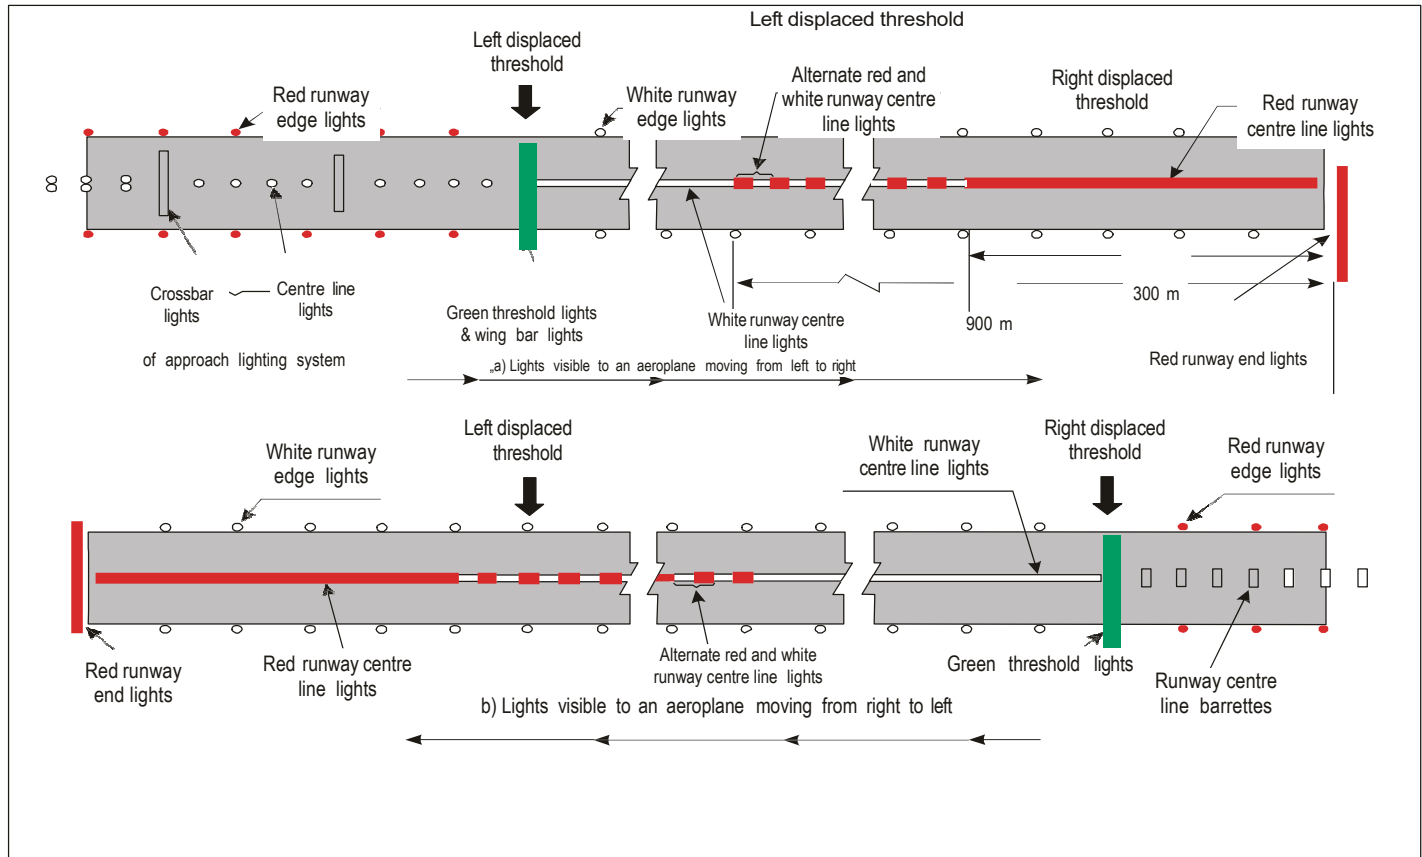 Left displaced threshold
Left displaced
threshold
Alternate red and
white runway centre
line lights
Right displaced
threshold
Red runway
edge lights
White runway
edge lights
Red runway
centre line lights
Crossbar
lights
Centre line
lights
of approach lighting system
Green threshold lights
& wing bar lights
White runway centre
line lights
900 m
300 m
Red runway end lights
„a) Lights visible to an aeroplane moving from left to right
Left displaced
threshold
White runway
centre line lights
Right displaced
threshold
White runway
edge lights
Red runway
edge lights
Red runway
end lights
Red runway centre
line lights
Alternate red and white
runway centre line lights
Green threshold lights
Runway centre
line barrettes
b) Lights visible to an aeroplane moving from right to left